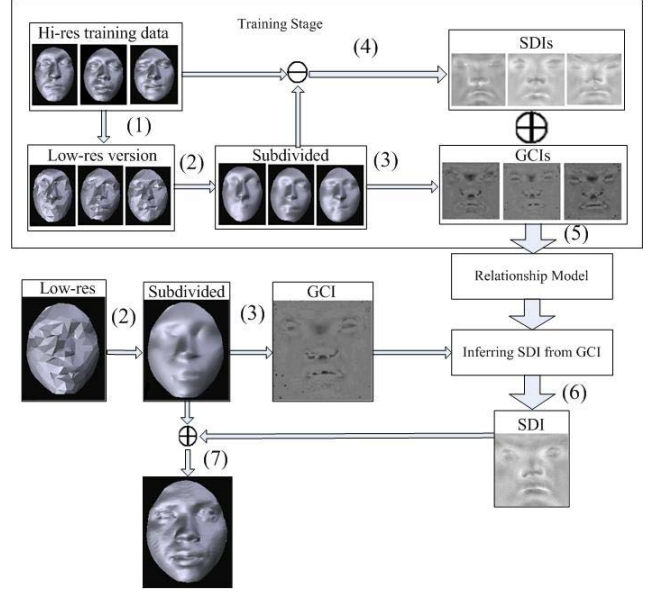 Training Stage
Hi-res training data
(4)
SDIs
(1)
Low-res version
(2)
Subdivided
(3)
GCIs
(5)
Relationship Model
Low-res
(2)
Subdivided
(3)
GCI
Inferring SDI from GCI
(6)
SDI
(7)